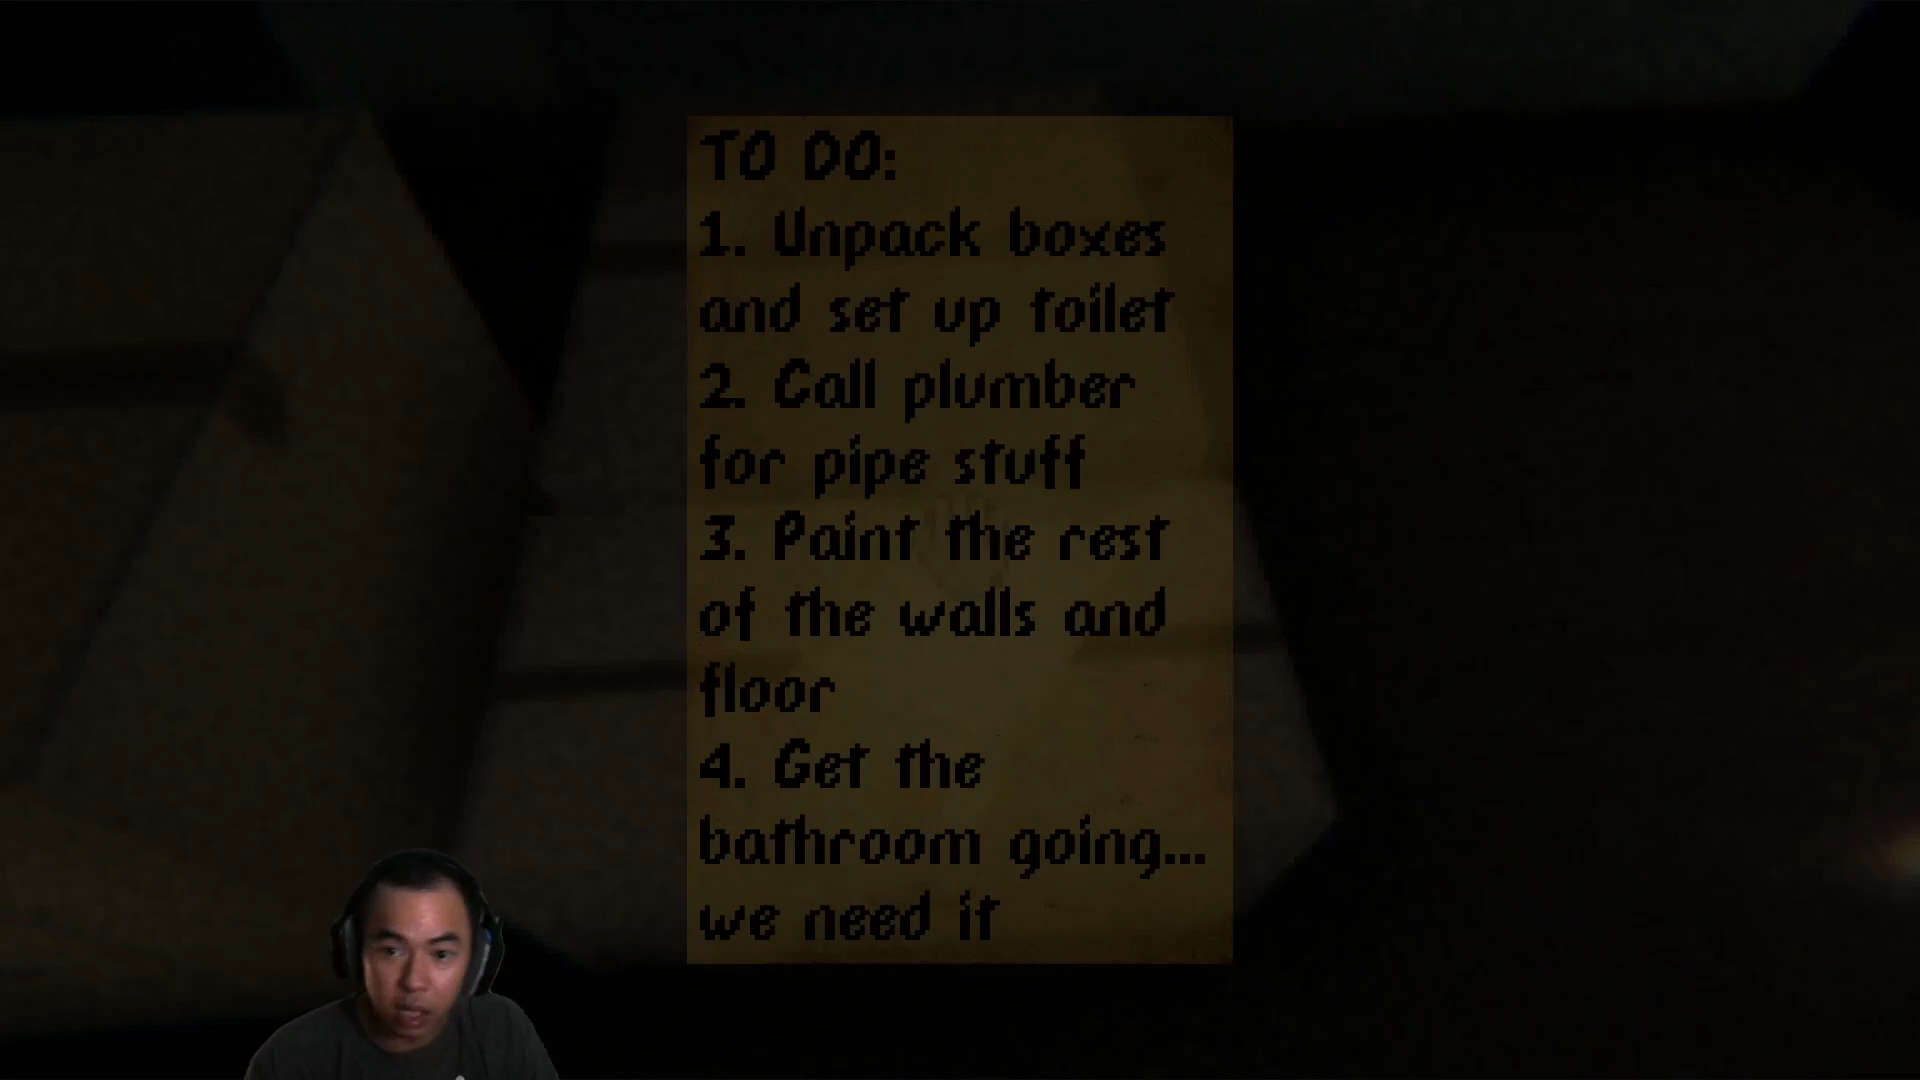 TO DO:
1. Unpack boxes
and set up toilet
2. Call plumber
for pipe stuff
3. Paint the rest
of the walls and
floor
4. Get the
bathroom going...
we need it